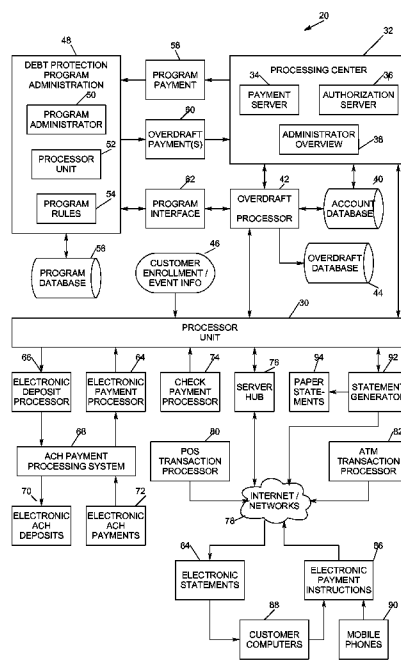 20
48
DEBT PROTECTION
PROGRAM
ADMINISTRATION
50
PROGRAM
ADMINISTRATOR
PROCESSOR
UNIT
52
54
PROGRAM
RULES
58
PROGRAM
PAYMENT
60
OVERDRAFT
PAYMENT(S)
62
PROGRAM
INTERFACE
32
PROCESSING CENTER
34
PAYMENT
SERVER
36
AUTHORIZATION
SERVER
ADMINISTRATOR
OVERVIEW
38
42
OVERDRAFT
PROCESSOR
40
ACCOUNT
DATABASE
PROGRAM
DATABASE
56
46
CUSTOMER
ENROLLMENT /
EVENT INFO
OVERDRAFT
DATABASE
44
30
PROCESSOR
UNIT
66
ELECTRONIC
DEPOSIT
PROCESSOR
64
ELECTRONIC
PAYMENT
PROCESSOR
74
CHECK
PAYMENT
PROCESSOR
76
SERVER
HUB
94
PAPER
STATE-
MENTS
92
STATEMENT
GENERATOR
68
ACH PAYMENT
PROCESSING SYSTEM
80
POS
TRANSACTION
PROCESSOR
82
ATM
TRANSACTION
PROCESSOR
70
ELECTRONIC
ACH
DEPOSITS
72
ELECTRONIC
ACH
PAYMENTS
INTERNET /
NETWORKS
78
84
ELECTRONIC
STATEMENTS
86
ELECTRONIC
PAYMENT
INSTRUCTIONS
88
CUSTOMER
COMPUTERS
90
MOBILE
PHONES